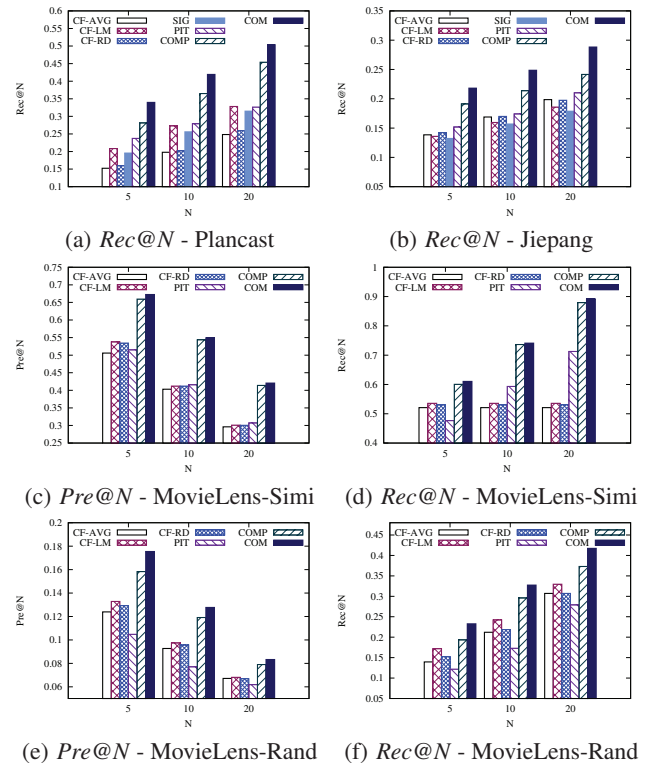 CF-AVG SIG COM
CF-LM PIT
CF-RD COMP
Rec@N
0.55
0.5
0.45
0.4
0.35
0.3
0.25
0.2
0.15
0.1
5 10 20
N
(a) Rec@N - Plancast
CF-AVG SIG COM
CF-LM PIT
CF-RD COMP
Rec@N
0.35
0.3
0.25
0.2
0.15
0.1
0.05
5 10 20
N
(b) Rec@N - Jiepang
CF-AVG CF-RD COMP
CF-LM PIT COM
Pre@N
0.75
0.65
0.55
0.45
0.35
0.3
0.25
5 10 20
N
(c) Pre@N - MovieLens-Simi
CF-AVG CF-RD COMP
CF-LM PIT COM
Rec@N
1
0.9
0.8
0.7
0.6
0.5
0.4
5 10 20
N
(d) Rec@N - MovieLens-Simi
CF-AVG CF-RD COMP
CF-LM PIT COM
Pre@N
0.2
0.18
0.16
0.14
0.12
0.1
0.08
0.06
5 10 20
N
(e) Pre@N - MovieLens-Rand
CF-AVG CF-RD COMP
CF-LM PIT COM
Rec@N
0.45
0.4
0.35
0.3
0.25
0.2
0.15
0.1
0.05
5 10 20
N
(f) Rec@N - MovieLens-Rand